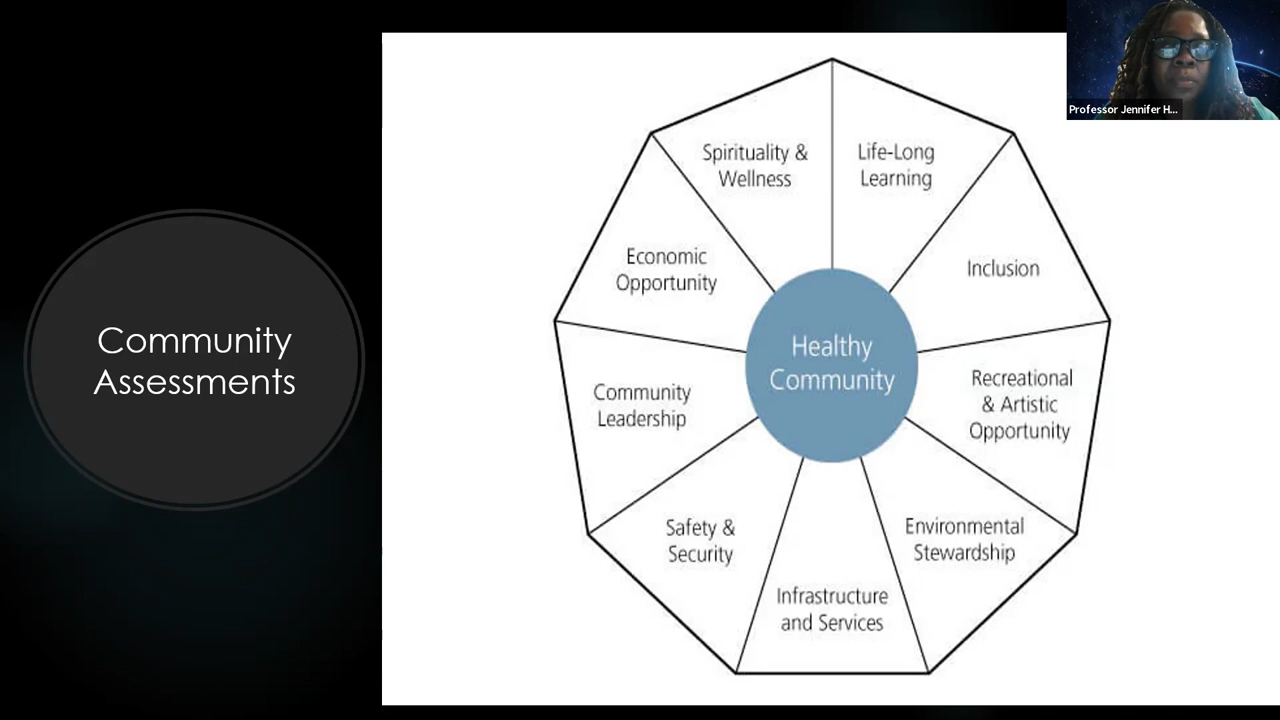 Community
Assessments
Spirituality &
Wellness
Life-Long
Learning
Inclusion
Recreational
& Artistic
Opportunity
Environmental
Stewardship
Infrastructure
and Services
Safety &
Security
Community
Leadership
Economic
Opportunity
Healthy
Community
Professor Jennifer H...